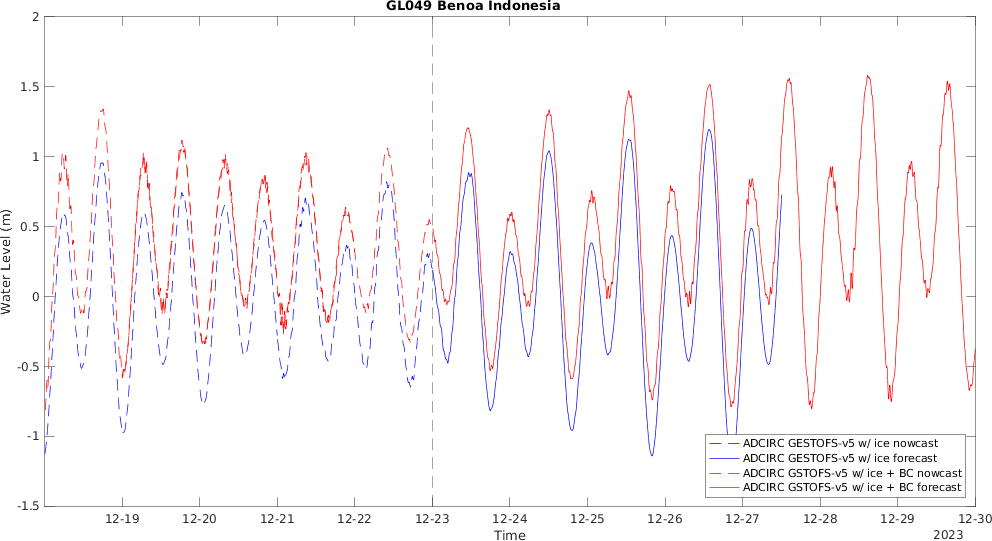 GL049 Benoa Indonesia
2
1.5
1
0.5
0
-0.5
-1
-1.5
Water Level (m)
12-19 12-20 12-21 12-22 12-23 12-24 12-25 12-26 12-27 12-28 12-29 12-30
Time
2023
ADCIRC GESTOFS-v5 w/ ice nowcast
ADCIRC GESTOFS-v5 w/ ice forecast
ADCIRC GSTOFS-v5 w/ ice + BC nowcast
ADCIRC GSTOFS-v5 w/ ice + BC forecast